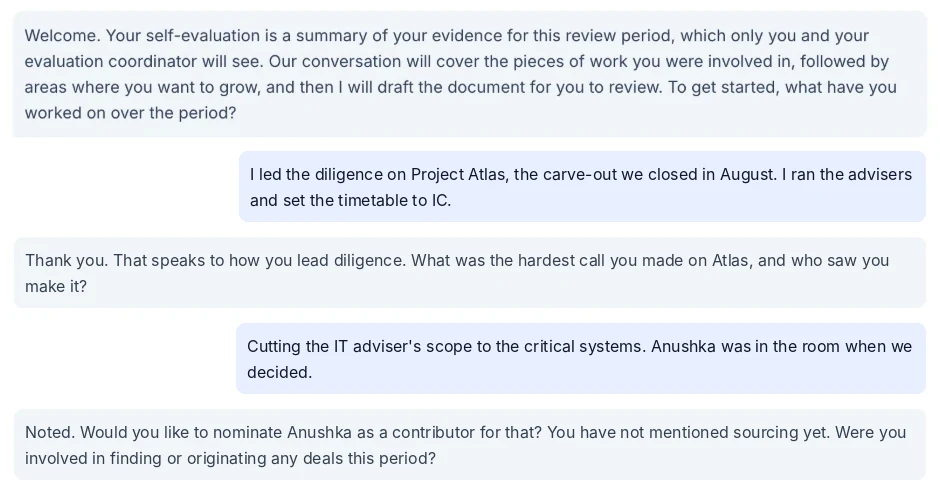 Welcome. Your self-evaluation is a summary of your evidence for this review period, which only you and your
evaluation coordinator will see. Our conversation will cover the pieces of work you were involved in, followed by
areas where you want to grow, and then I will draft the document for you to review. To get started, what have you
worked on over the period?
I led the diligence on Project Atlas, the carve-out we closed in August. I ran the advisers
and set the timetable to IC.
Thank you. That speaks to how you lead diligence. What was the hardest call you made on Atlas, and who saw you
make it?
Cutting the IT adviser's scope to the critical systems. Anushka was in the room when we
decided.
Noted. Would you like to nominate Anushka as a contributor for that? You have not mentioned sourcing yet. Were you
involved in finding or originating any deals this period?